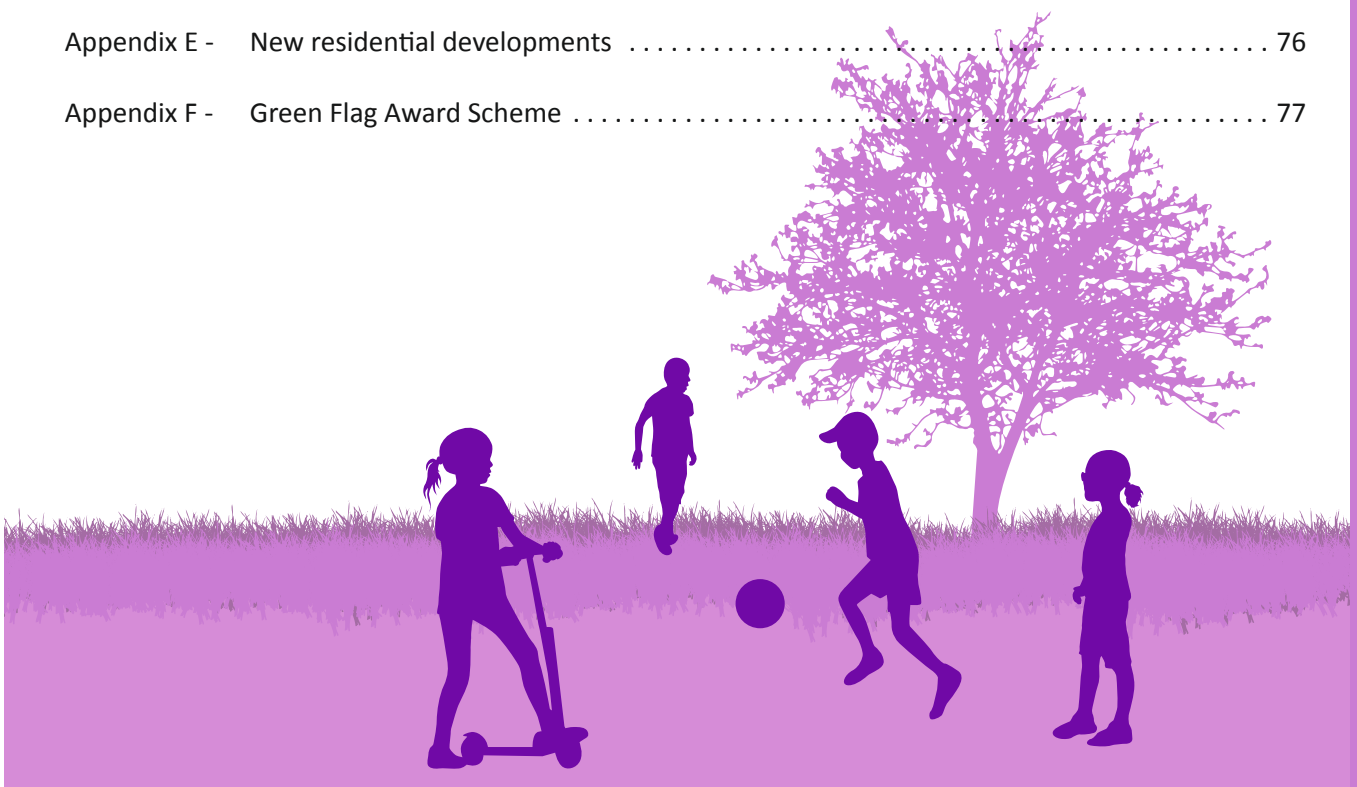 Appendix E - New residential developments . . . . . . . . . . . . . . . . . . . . . . . . . . . . . . . . . . . . . . . . . . . . . . . . . . . . . . . . . . . . . . 76
Appendix F - Green Flag Award Scheme . . . . . . . . . . . . . . . . . . . . . . . . . . . . . . . . . . . . . . . . . . . . . . . . . . . . . . . . . . . . . . . . . . . . 77